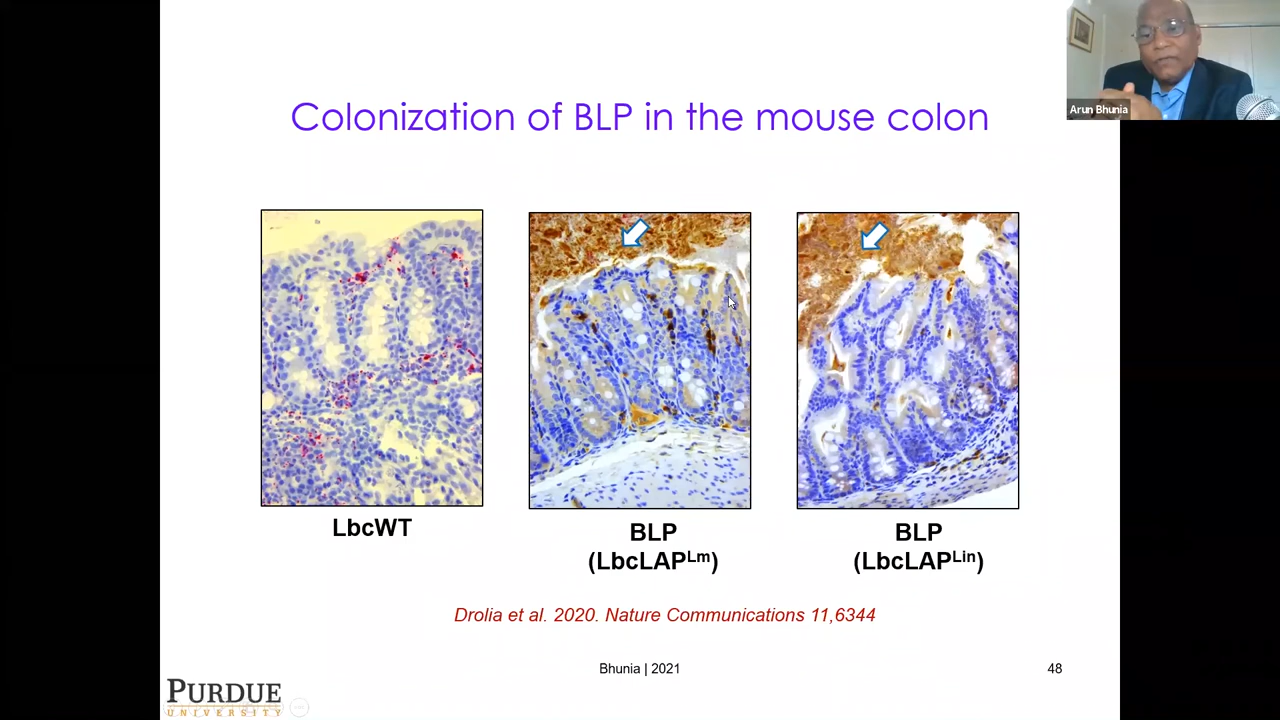 Arun Bhunia
Colonization of BLP in the mouse colon
LbcWT
BLP
(LbcLAPᴸᵐ)
BLP
(LbcLAPᴸⁱⁿ)
Drolia et al. 2020. Nature Communications 11,6344
Bhunia | 2021
48
PURDUE
UNIVERSITY